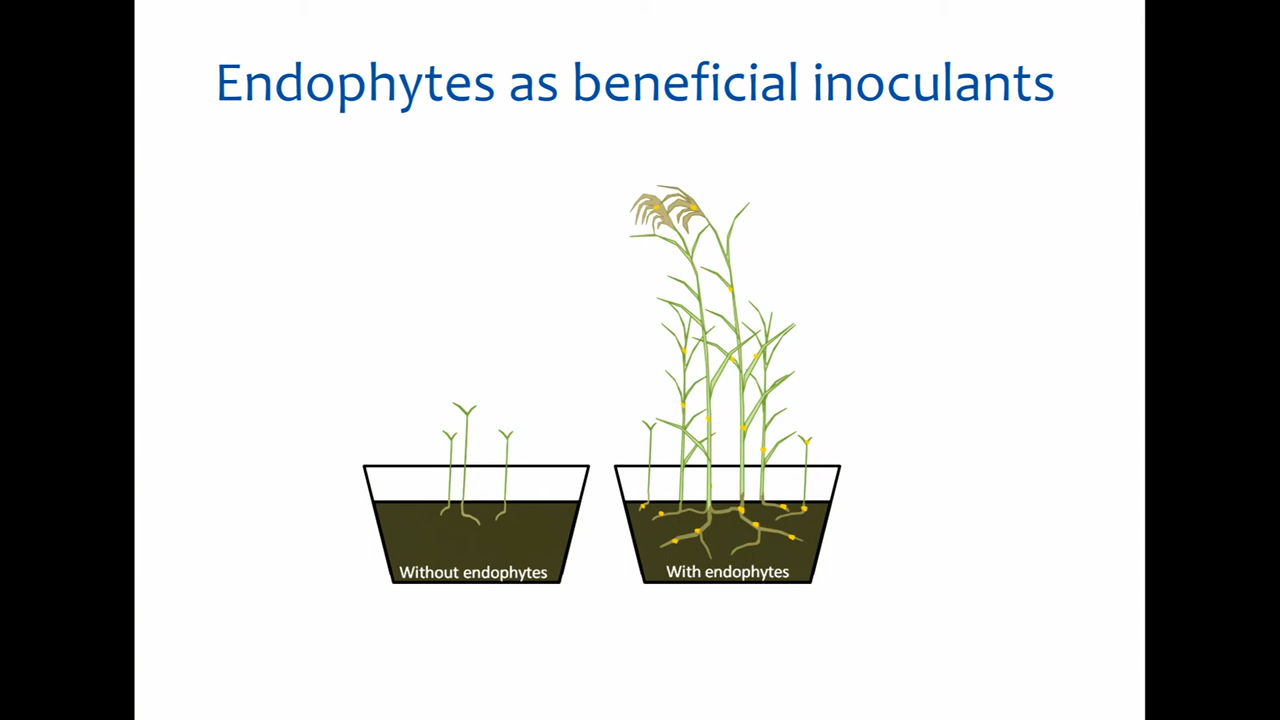 Endophytes as beneficial inoculants
Without endophytes
With endophytes